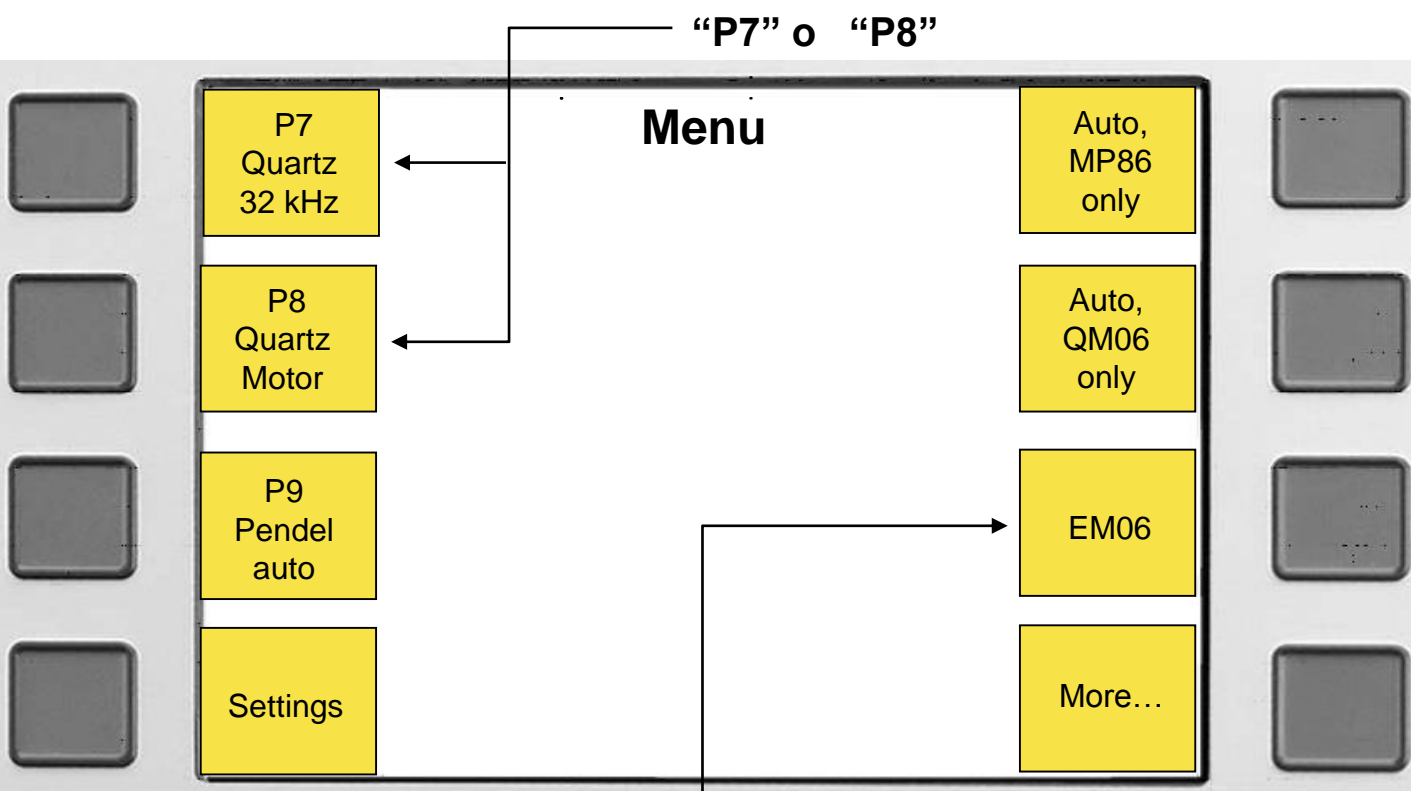 “P7” o “P8”
Menu
P7
Quartz
32 kHz
P8
Quartz
Motor
P9
Pendel
auto
Settings
Auto,
MP86
only
Auto,
QM06
only
EM06
More…